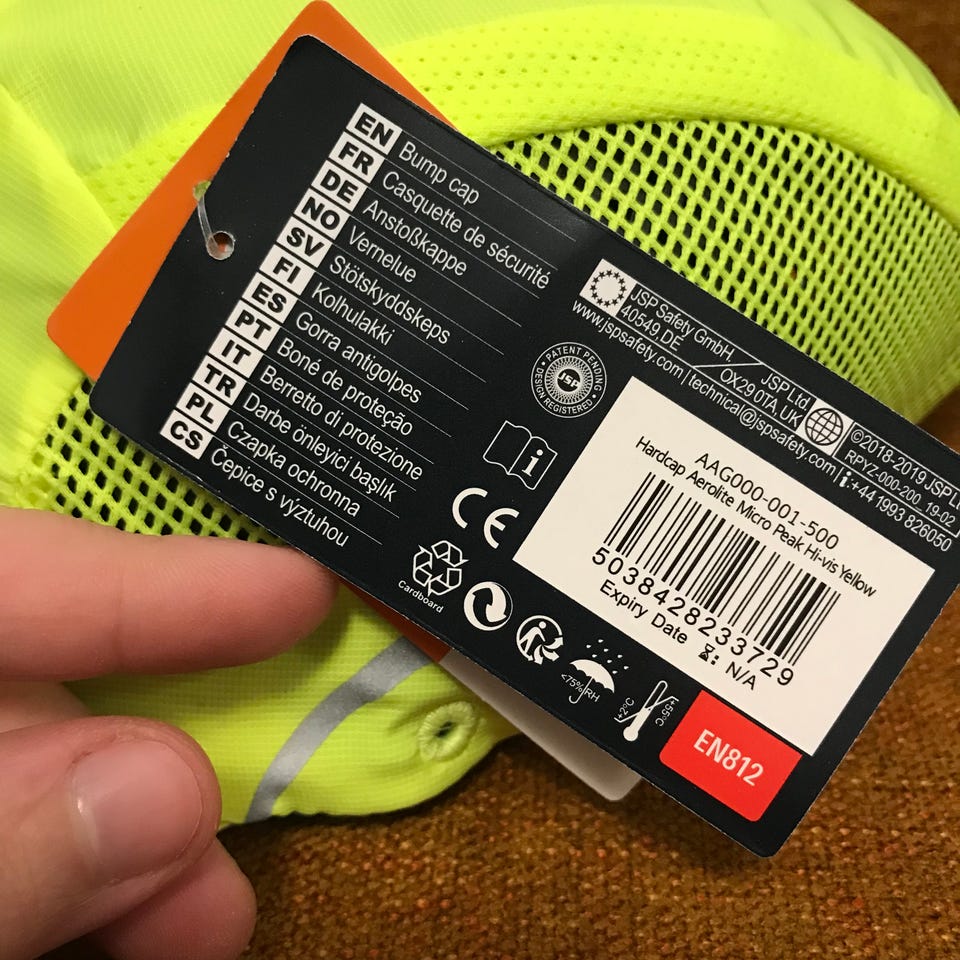 EN Bump cap
FR Casquette de sécurité
DE Anstoßkappe
NO Vernelue
SV Stötskyddskeps
FI Kolhulakki
ES Gorra antigolpes
PT Boné de proteção
IT Berretto di protezione
TR Darbe önleyici başlık
PL Czapka ochronna
CS Čepice s výztuhou
JSP Safety GmbH
40549, DE
JSP Ltd
OX29 0TA, UK
www.jspsafety.com | technical@jspsafety.com | i:+44 1993 826050
©2018-2019 JSP Lt
RPYZ-000-200 19-02
PATENT PENDING
JSP
DESIGN REGISTERED
i
CE
AAG000-001-500
Hardcap Aerolite Micro Peak Hi-vis Yellow
5038428233729
Expiry Date : N/A
Cardboard
<75% RH
±2°C
±55°C
EN812